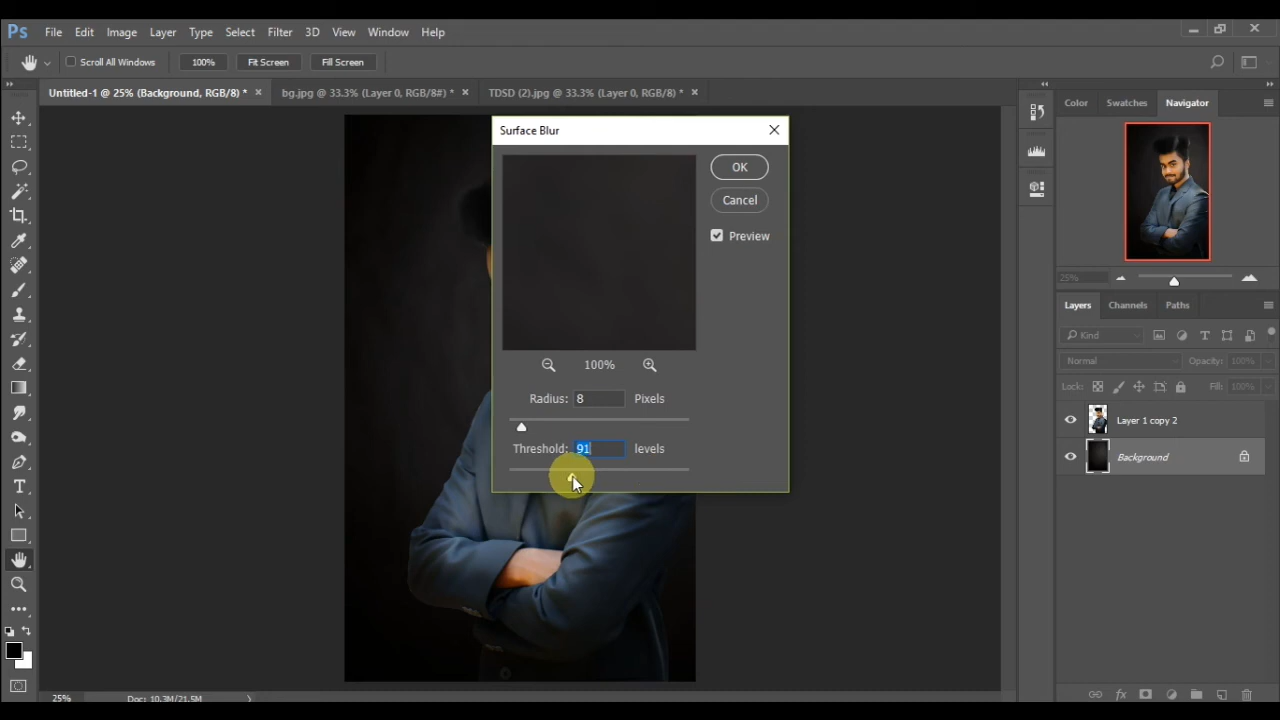 Ps File Edit Image Layer Type Select Filter 3D View Window Help
Scroll All Windows 100% Fit Screen Fill Screen
Untitled-1 @ 25% (Background, RGB/8) * × bg.jpg @ 33.3% (Layer 0, RGB/8#) * × TDSD (2).jpg @ 33.3% (Layer 0, RGB/8) * ×
Color Swatches Navigator
Surface Blur
OK
Cancel
Preview
100%
Radius: 8 Pixels
Threshold: 91 levels
25%
Layers Channels Paths
Kind
Normal Opacity: 100%
Lock: Fill: 100%
Layer 1 copy 2
Background
fx
25% Doc: 10.3M/21.5M